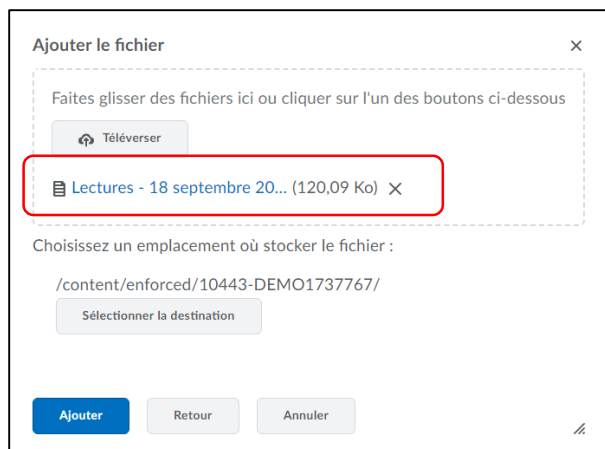 Ajouter le fichier
Faites glisser des fichiers ici ou cliquer sur l'un des boutons ci-dessous
Téléverser
Lectures - 18 septembre 20... (120,09 Ko)
Choisissez un emplacement où stocker le fichier :
/content/enforced/10443-DEMO1737767/
Sélectionner la destination
Ajouter Retour Annuler